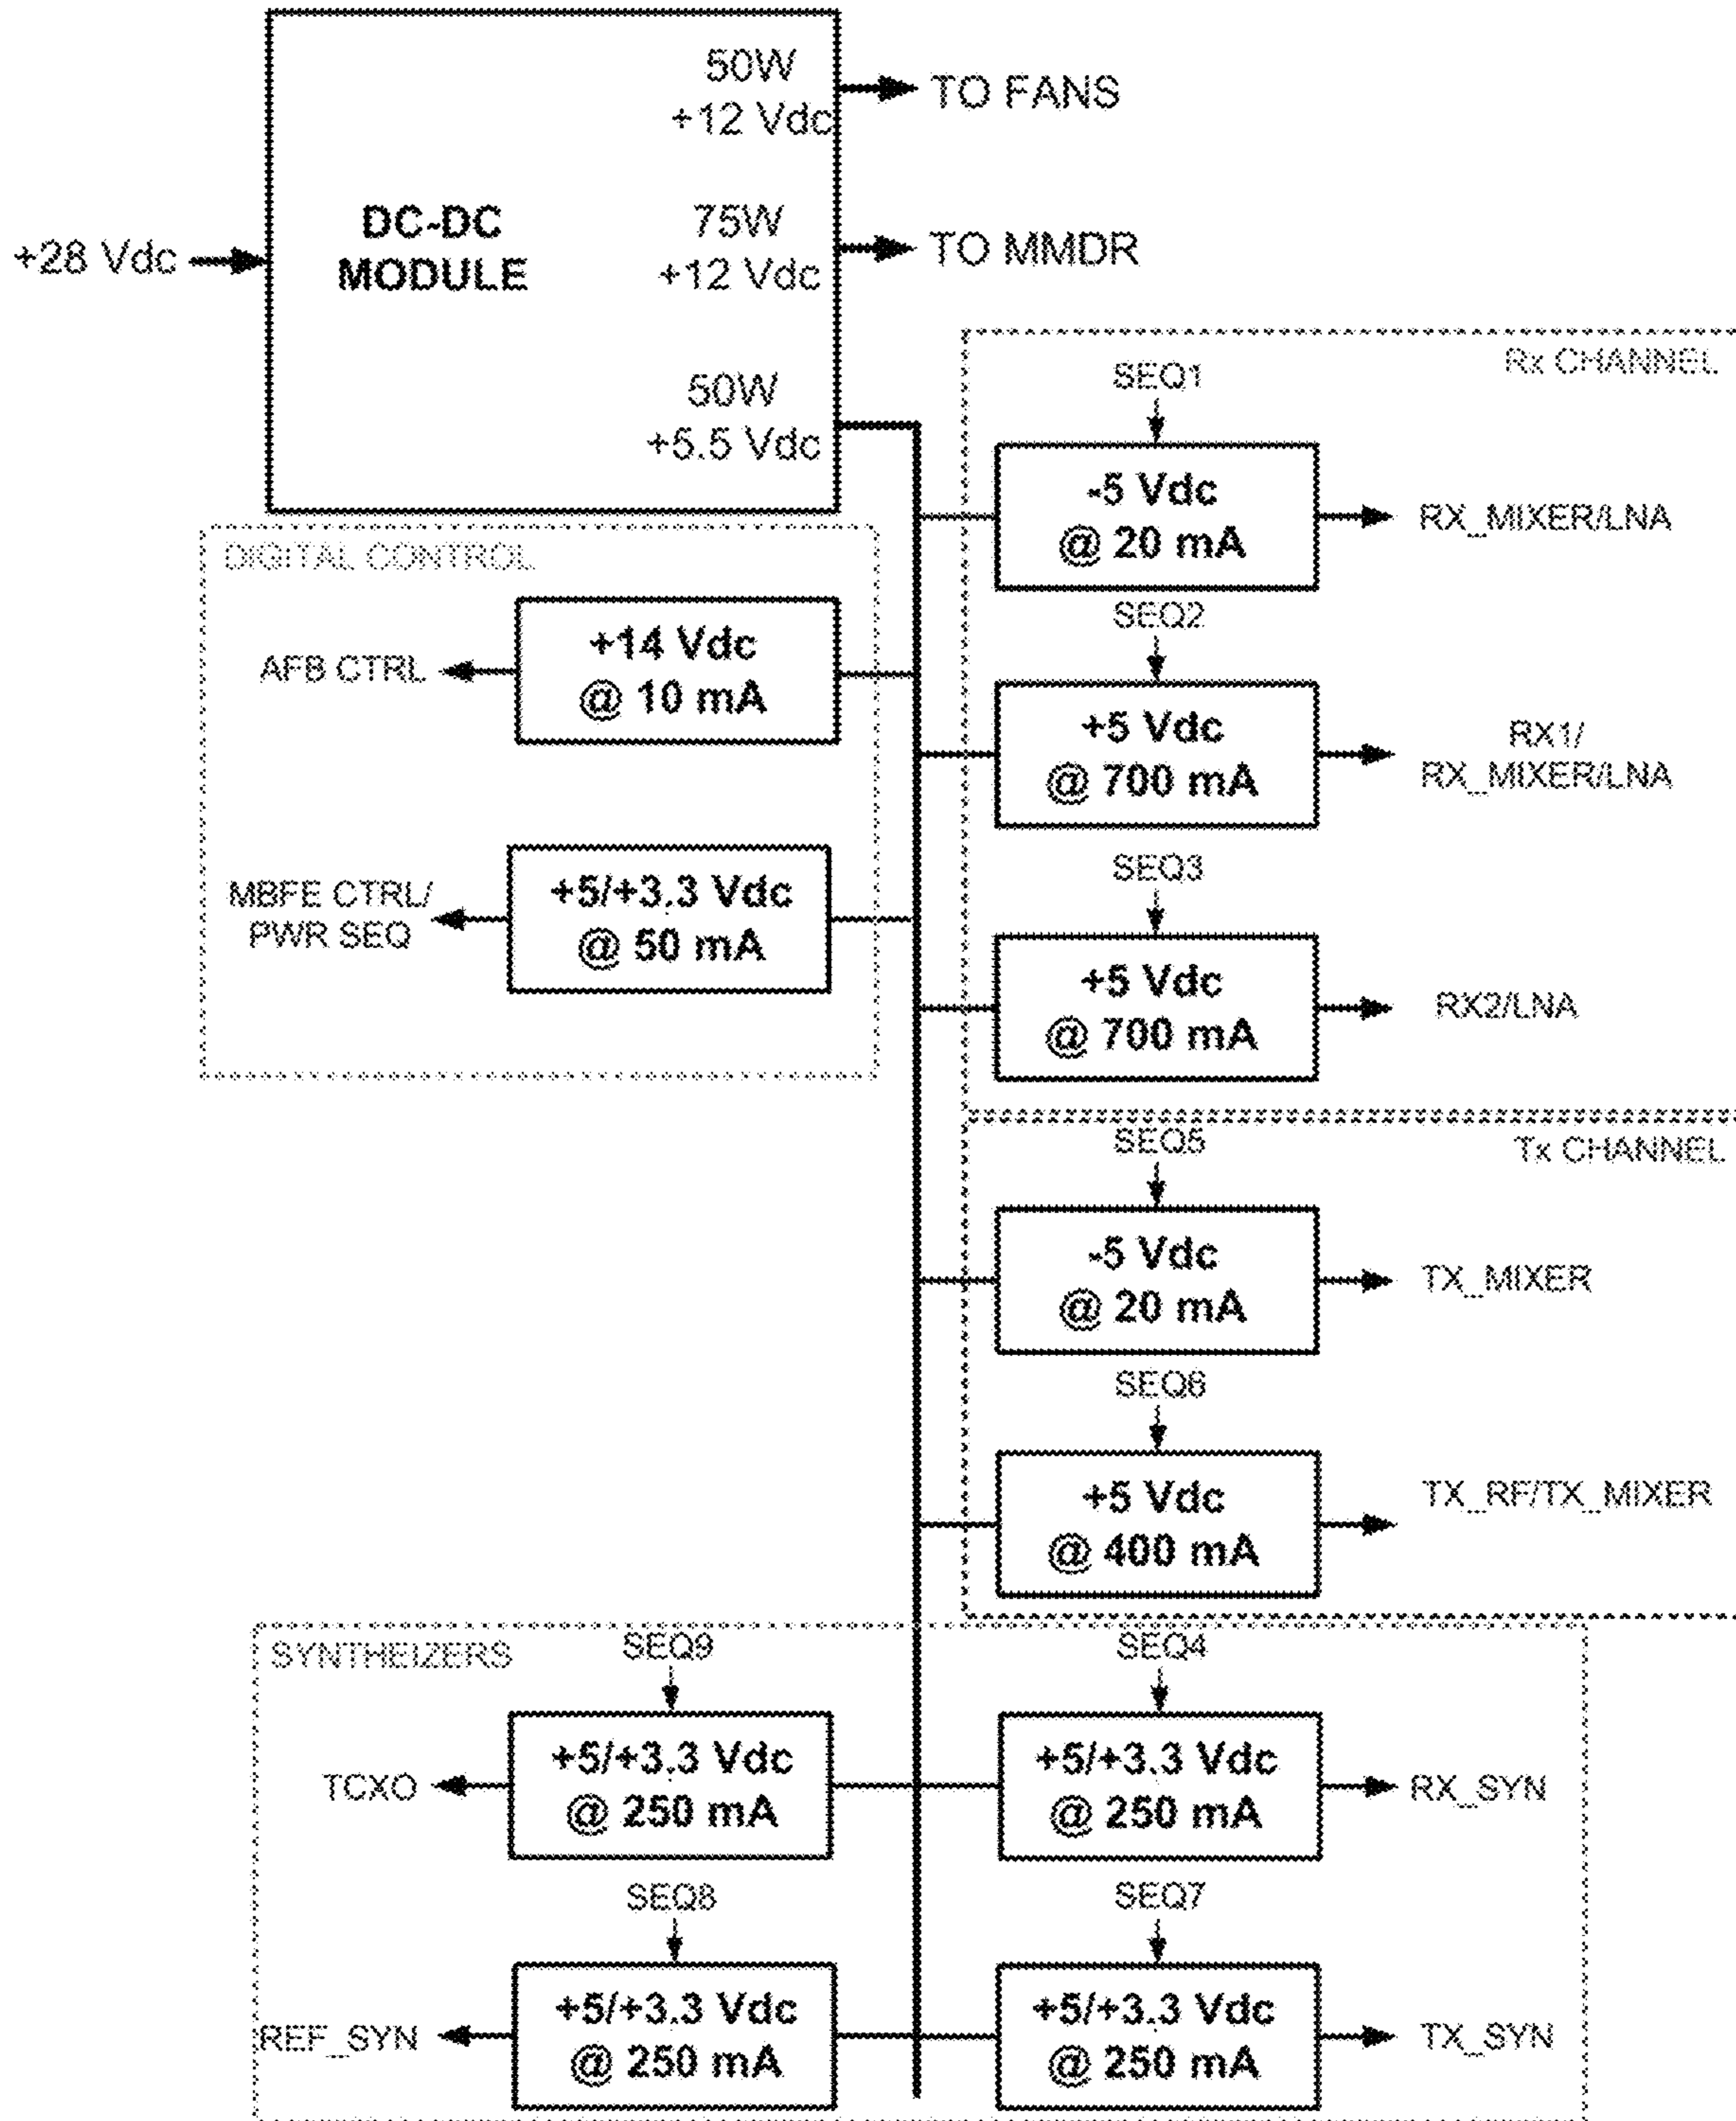 50W
+12 Vdc
TO FANS
DC-DC
MODULE
75W
+12 Vdc
TO MMDR
+28 Vdc
50W
+5.5 Vdc
Rx CHANNEL
SEQ1
-5 Vdc
@ 20 mA
RX_MIXER/LNA
DIGITAL CONTROL
+14 Vdc
@ 10 mA
AFB CTRL
SEQ2
+5 Vdc
@ 700 mA
RX1/
RX_MIXER/LNA
MBFE CTRL/
PWR SEQ
+5/+3.3 Vdc
@ 50 mA
SEQ3
+5 Vdc
@ 700 mA
RX2/LNA
Tx CHANNEL
SEQ5
-5 Vdc
@ 20 mA
TX_MIXER
SEQ6
+5 Vdc
@ 400 mA
TX_RF/TX_MIXER
SYNTHEIZERS
SEQ9
+5/+3.3 Vdc
@ 250 mA
TCXO
SEQ4
+5/+3.3 Vdc
@ 250 mA
RX_SYN
SEQ8
+5/+3.3 Vdc
@ 250 mA
REF_SYN
SEQ7
+5/+3.3 Vdc
@ 250 mA
TX_SYN